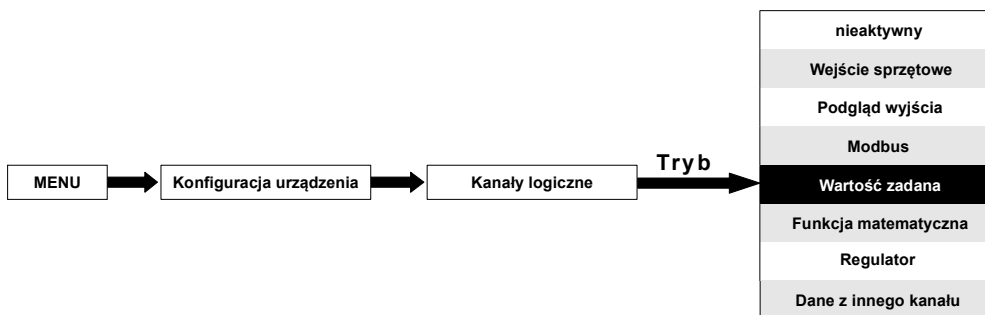 nieaktywny
Wejście sprzętowe
Podgląd wyjścia
Modbus
MENU
Konfiguracja urządzenia
Kanały logiczne
Tryb
Wartość zadana
Funkcja matematyczna
Regulator
Dane z innego kanału